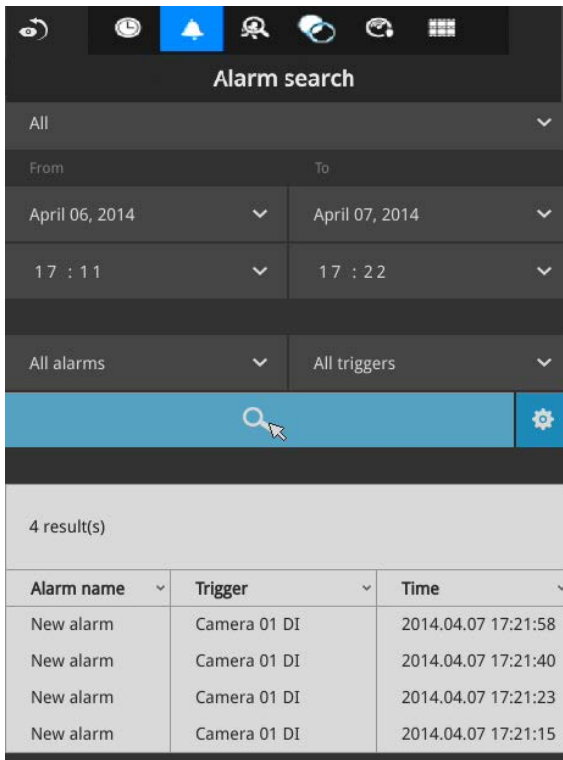 Alarm search
All
From To
April 06, 2014 April 07, 2014
17 : 11 17 : 22
All alarms All triggers
4 result(s)
Alarm name Trigger Time
New alarm Camera 01 DI 2014.04.07 17:21:58
New alarm Camera 01 DI 2014.04.07 17:21:40
New alarm Camera 01 DI 2014.04.07 17:21:23
New alarm Camera 01 DI 2014.04.07 17:21:15